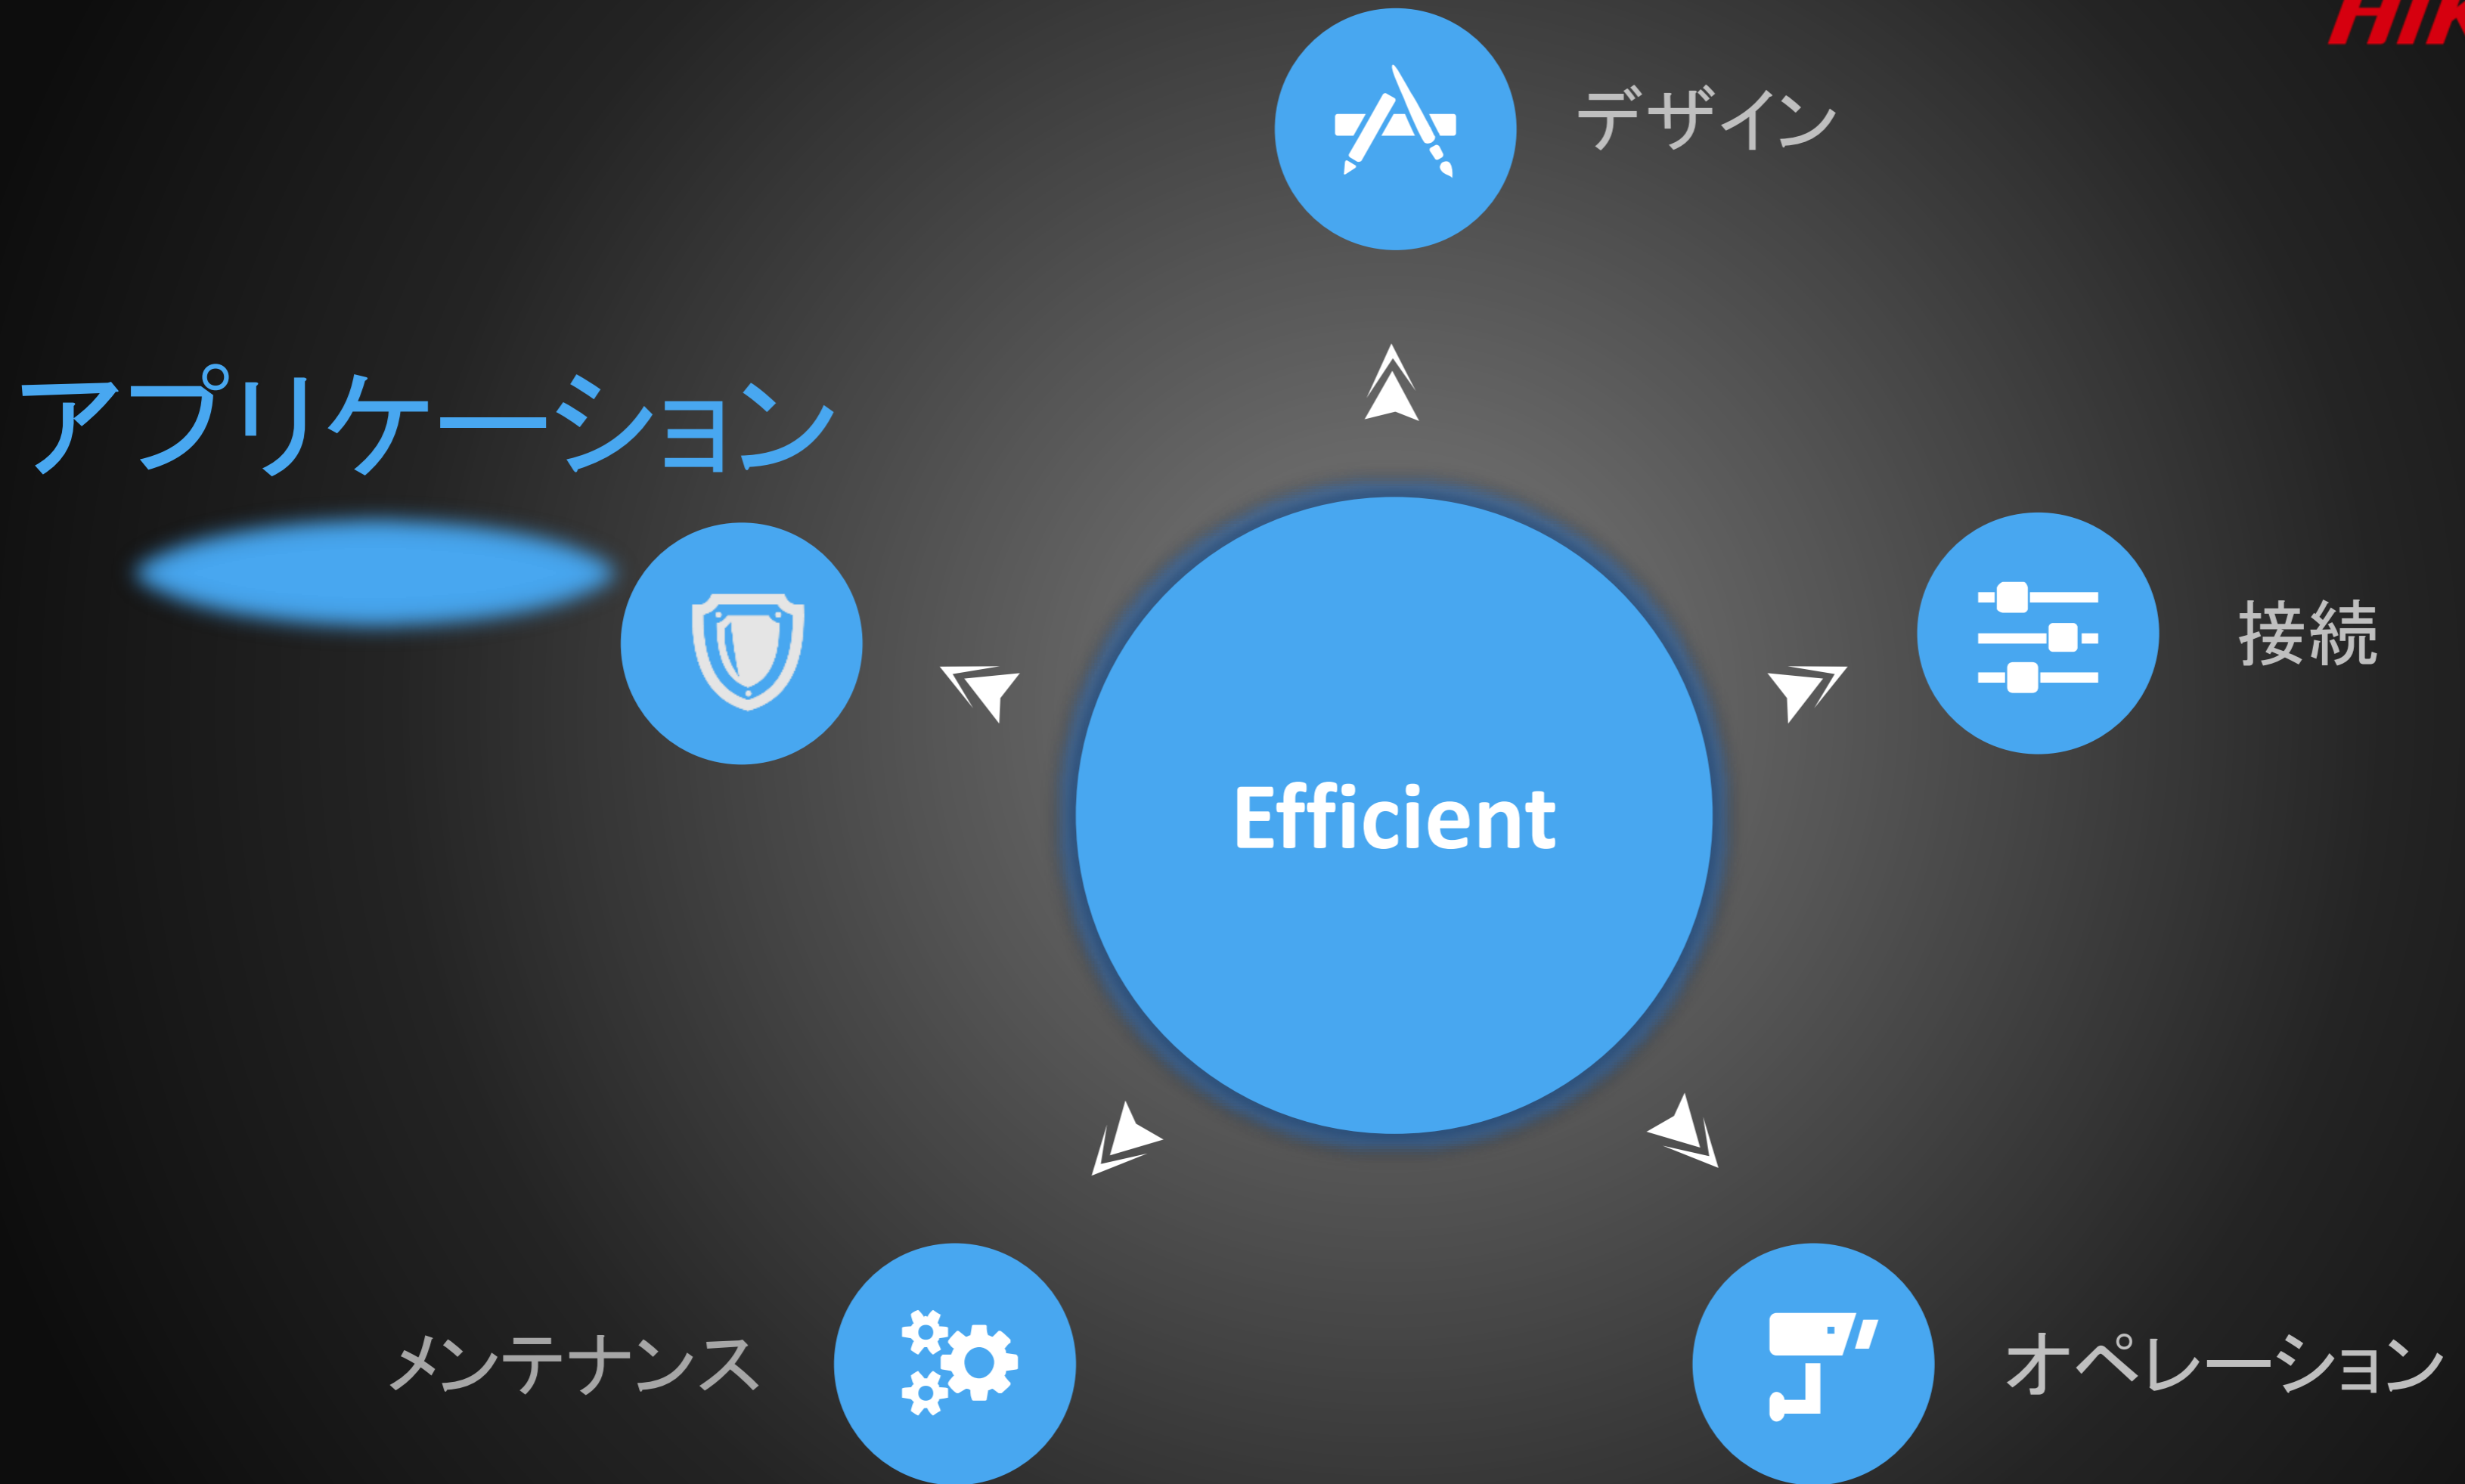 デザイン
アプリケーション
接続
Efficient
メンテナンス
オペレーション